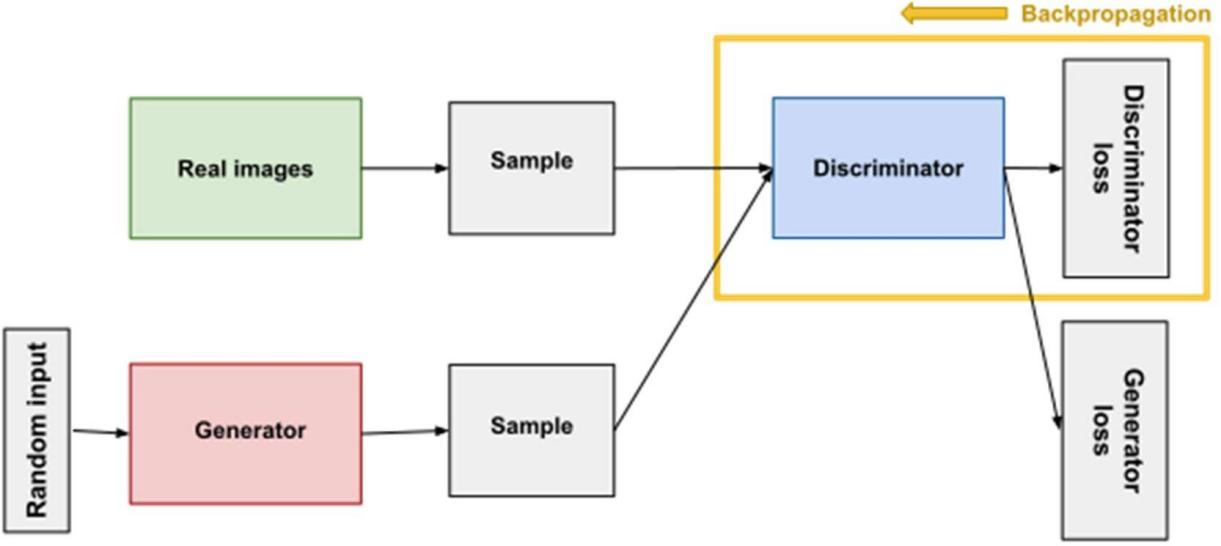 Backpropagation
Real images
Sample
Discriminator
Discriminator
loss
Random input
Generator
Sample
Generator
loss